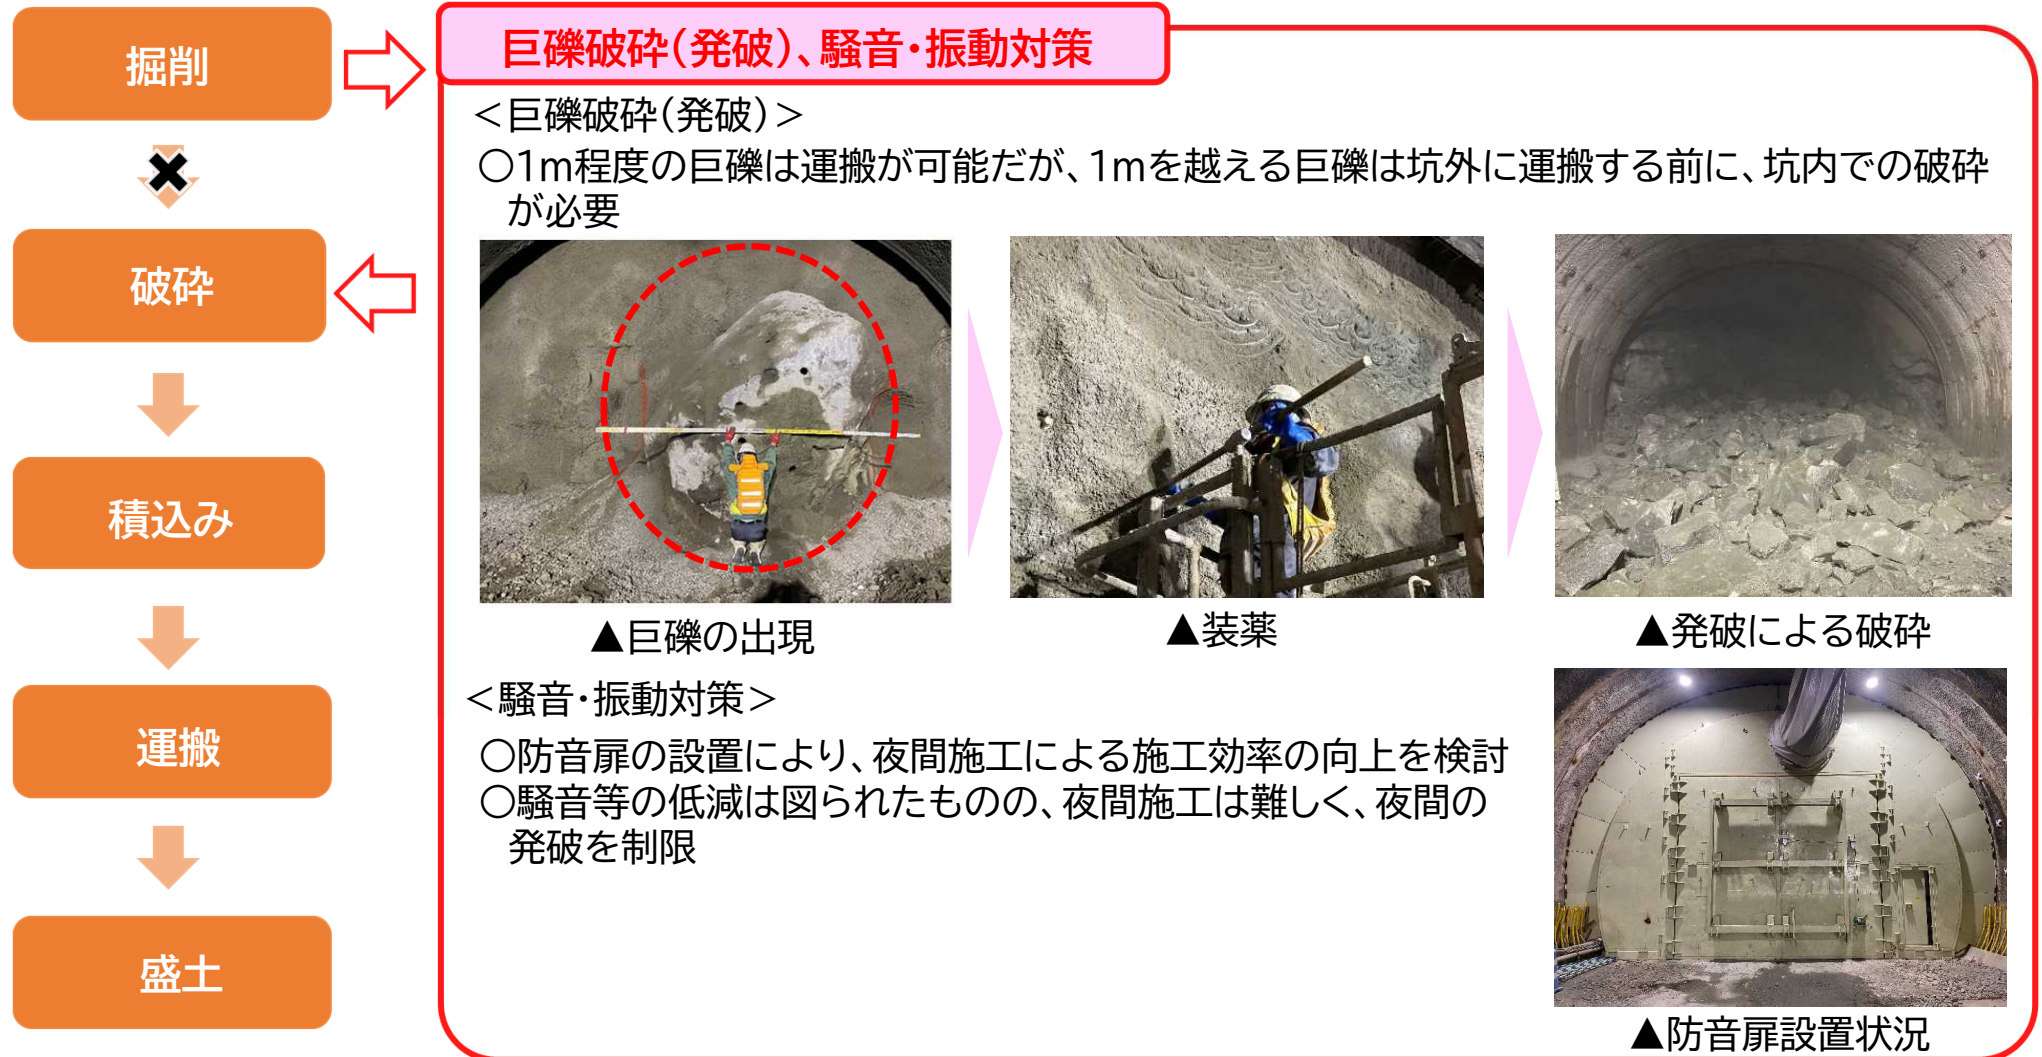 掘削
破砕
積込み
運搬
盛土
巨礫破砕(発破)、騒音・振動対策
<巨礫破砕(発破)>
○1m程度の巨礫は運搬が可能だが、1mを越える巨礫は坑外に運搬する前に、坑内での破砕
が必要
▲巨礫の出現
▲装薬
▲発破による破砕
<騒音・振動対策>
○防音扉の設置により、夜間施工による施工効率の向上を検討
○騒音等の低減は図られたものの、夜間施工は難しく、夜間の
発破を制限
▲防音扉設置状況